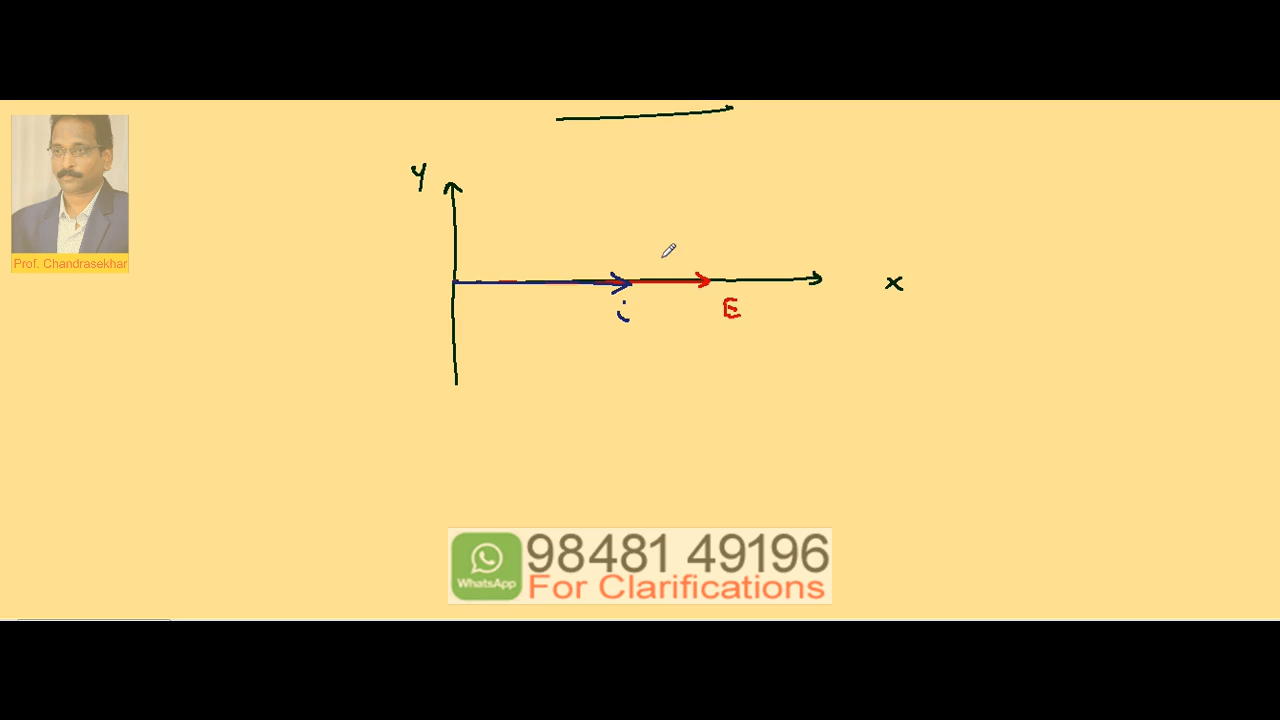 Y
x
i
E
Prof. Chandrasekhar
WhatsApp
98481 49196
For Clarifications